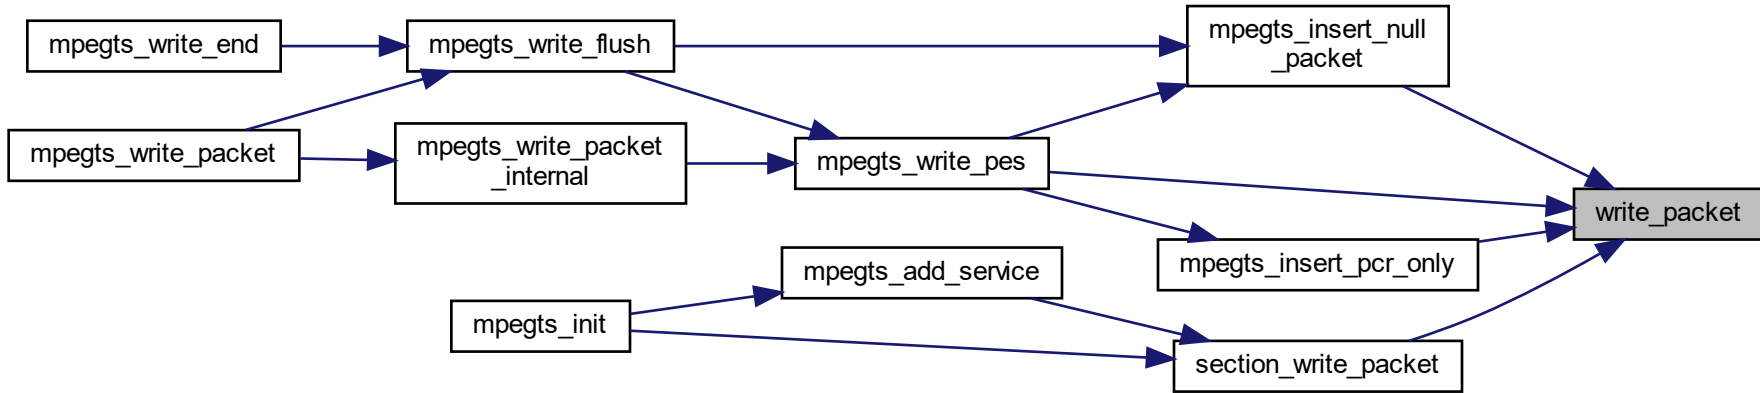 mpegts_write_end
mpegts_write_flush
mpegts_insert_null
_packet
mpegts_write_packet
mpegts_write_packet
_internal
mpegts_write_pes
write_packet
mpegts_add_service
mpegts_insert_pcr_only
mpegts_init
section_write_packet